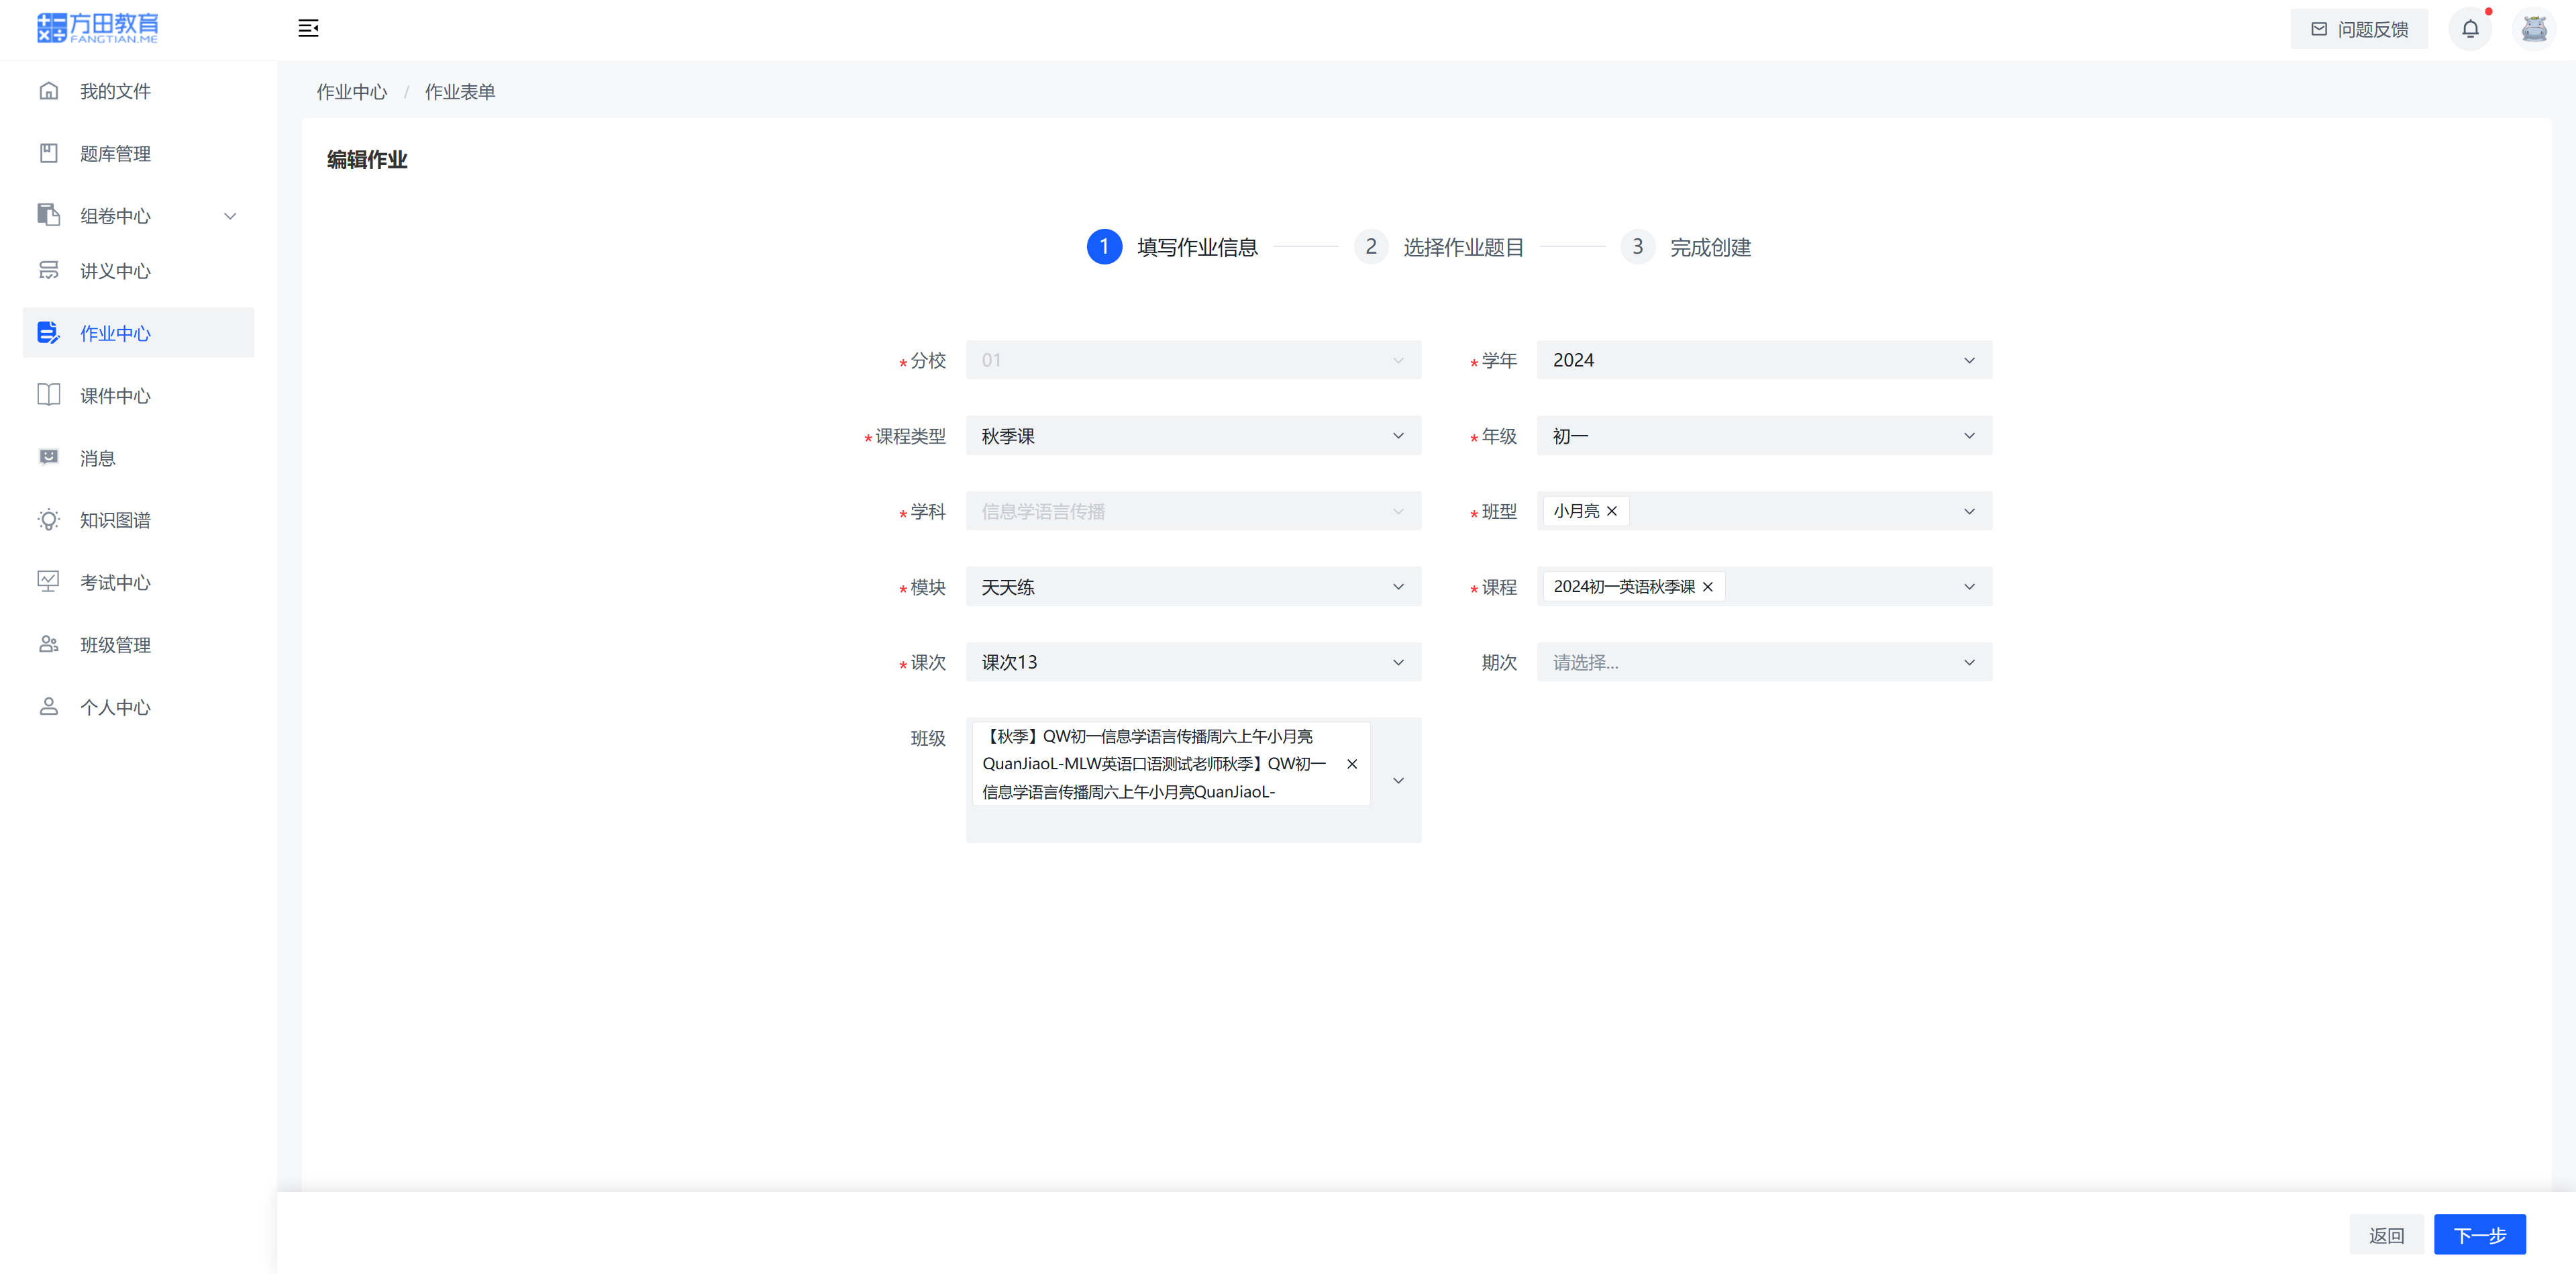 方田教育
FANGTIAN.ME
问题反馈
我的文件
题库管理
组卷中心
讲义中心
作业中心
课件中心
消息
知识图谱
考试中心
班级管理
个人中心
作业中心 / 作业表单
编辑作业
1 填写作业信息 2 选择作业题目 3 完成创建
*分校 01 *学年 2024
*课程类型 秋季课 *年级 初一
*学科 信息学语言传播 *班型 小月亮
*模块 天天练 *课程 2024初一英语秋季课
*课次 课次13 期次 请选择...
班级 【秋季】QW初一信息学语言传播周六上午小月亮
QuanJiaoL-MLW英语口语测试老师秋季】QW初一
信息学语言传播周六上午小月亮QuanJiaoL-
返回 下一步